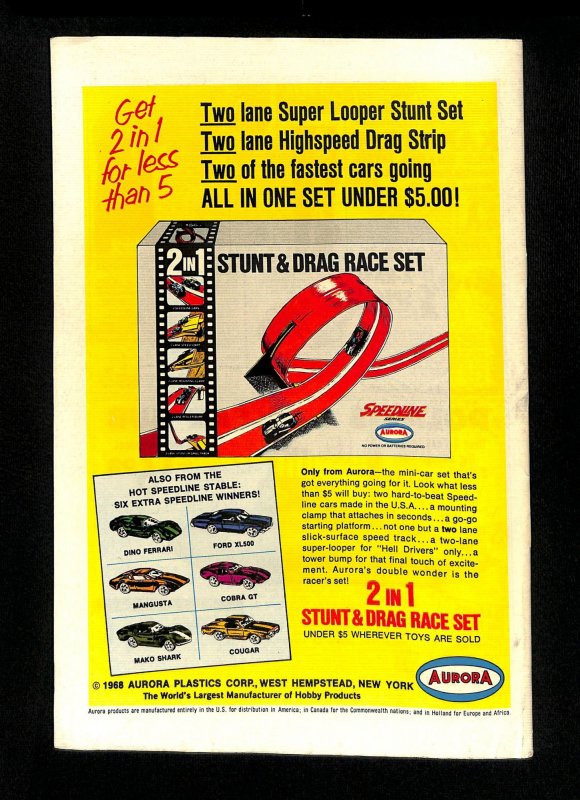 Get
2 in 1
for less
than 5
Two lane Super Looper Stunt Set
Two lane Highspeed Drag Strip
Two of the fastest cars going
ALL IN ONE SET UNDER $5.00!
2 IN 1
STUNT & DRAG RACE SET
SPEEDLINE
SERIES
AURORA
NO POWER OR BATTERIES REQUIRED
ALSO FROM THE
HOT SPEEDLINE STABLE:
SIX EXTRA SPEEDLINE WINNERS!
DINO FERRARI
FORD XL500
MANGUSTA
COBRA GT
MAKO SHARK
COUGAR
Only from Aurora—the mini-car set that's
got everything going for it. Look what less
than $5 will buy: two hard-to-beat Speed-
line cars made in the U.S.A. ... a mounting
clamp that attaches in seconds ... a go-go
starting platform ... not one but a two lane
slick-surface speed track ... a two-lane
super-looper for "Hell Drivers" only ... a
tower bump for that final touch of excite-
ment. Aurora's double wonder is the
racer's set!
2 IN 1
STUNT & DRAG RACE SET
UNDER $5 WHEREVER TOYS ARE SOLD
© 1968 AURORA PLASTICS CORP., WEST HEMPSTEAD, NEW YORK
The World's Largest Manufacturer of Hobby Products
AURORA
Aurora products are manufactured entirely in the U.S. for distribution in America; in Canada for the Commonwealth nations; and in Holland for Europe and Africa